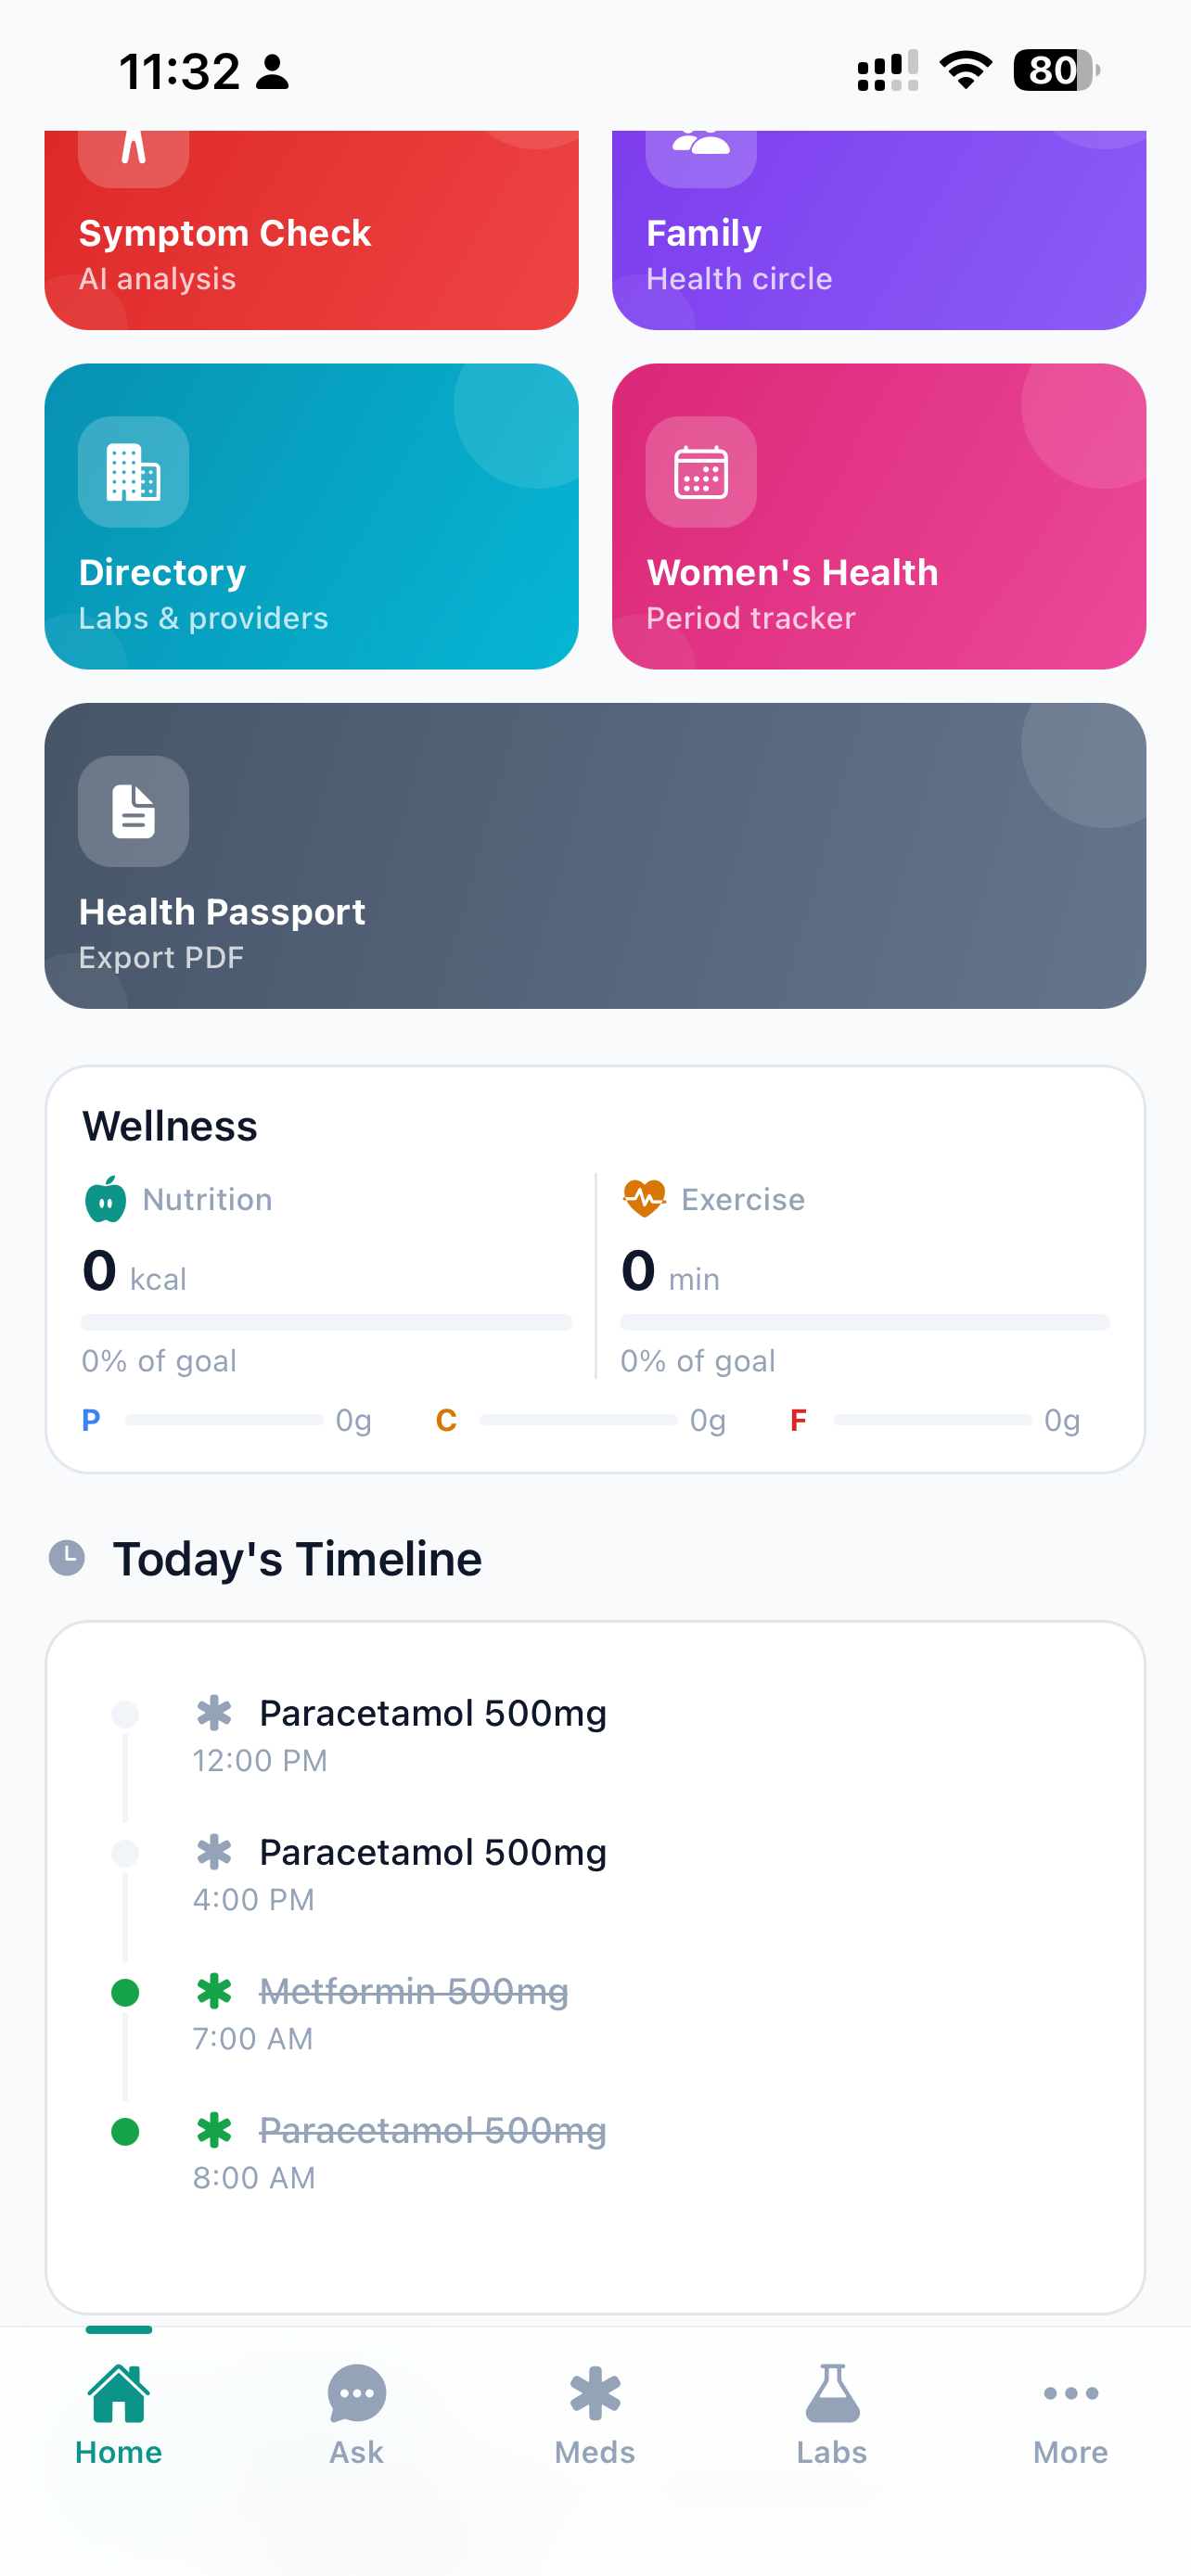 11:32
80
Symptom Check
AI analysis
Family
Health circle
Directory
Labs & providers
Women's Health
Period tracker
Health Passport
Export PDF
Wellness
Nutrition
Exercise
0 kcal
0 min
0% of goal
0% of goal
P 0g C 0g F 0g
Today's Timeline
Paracetamol 500mg
12:00 PM
Paracetamol 500mg
4:00 PM
Metformin 500mg
7:00 AM
Paracetamol 500mg
8:00 AM
Home
Ask
Meds
Labs
More